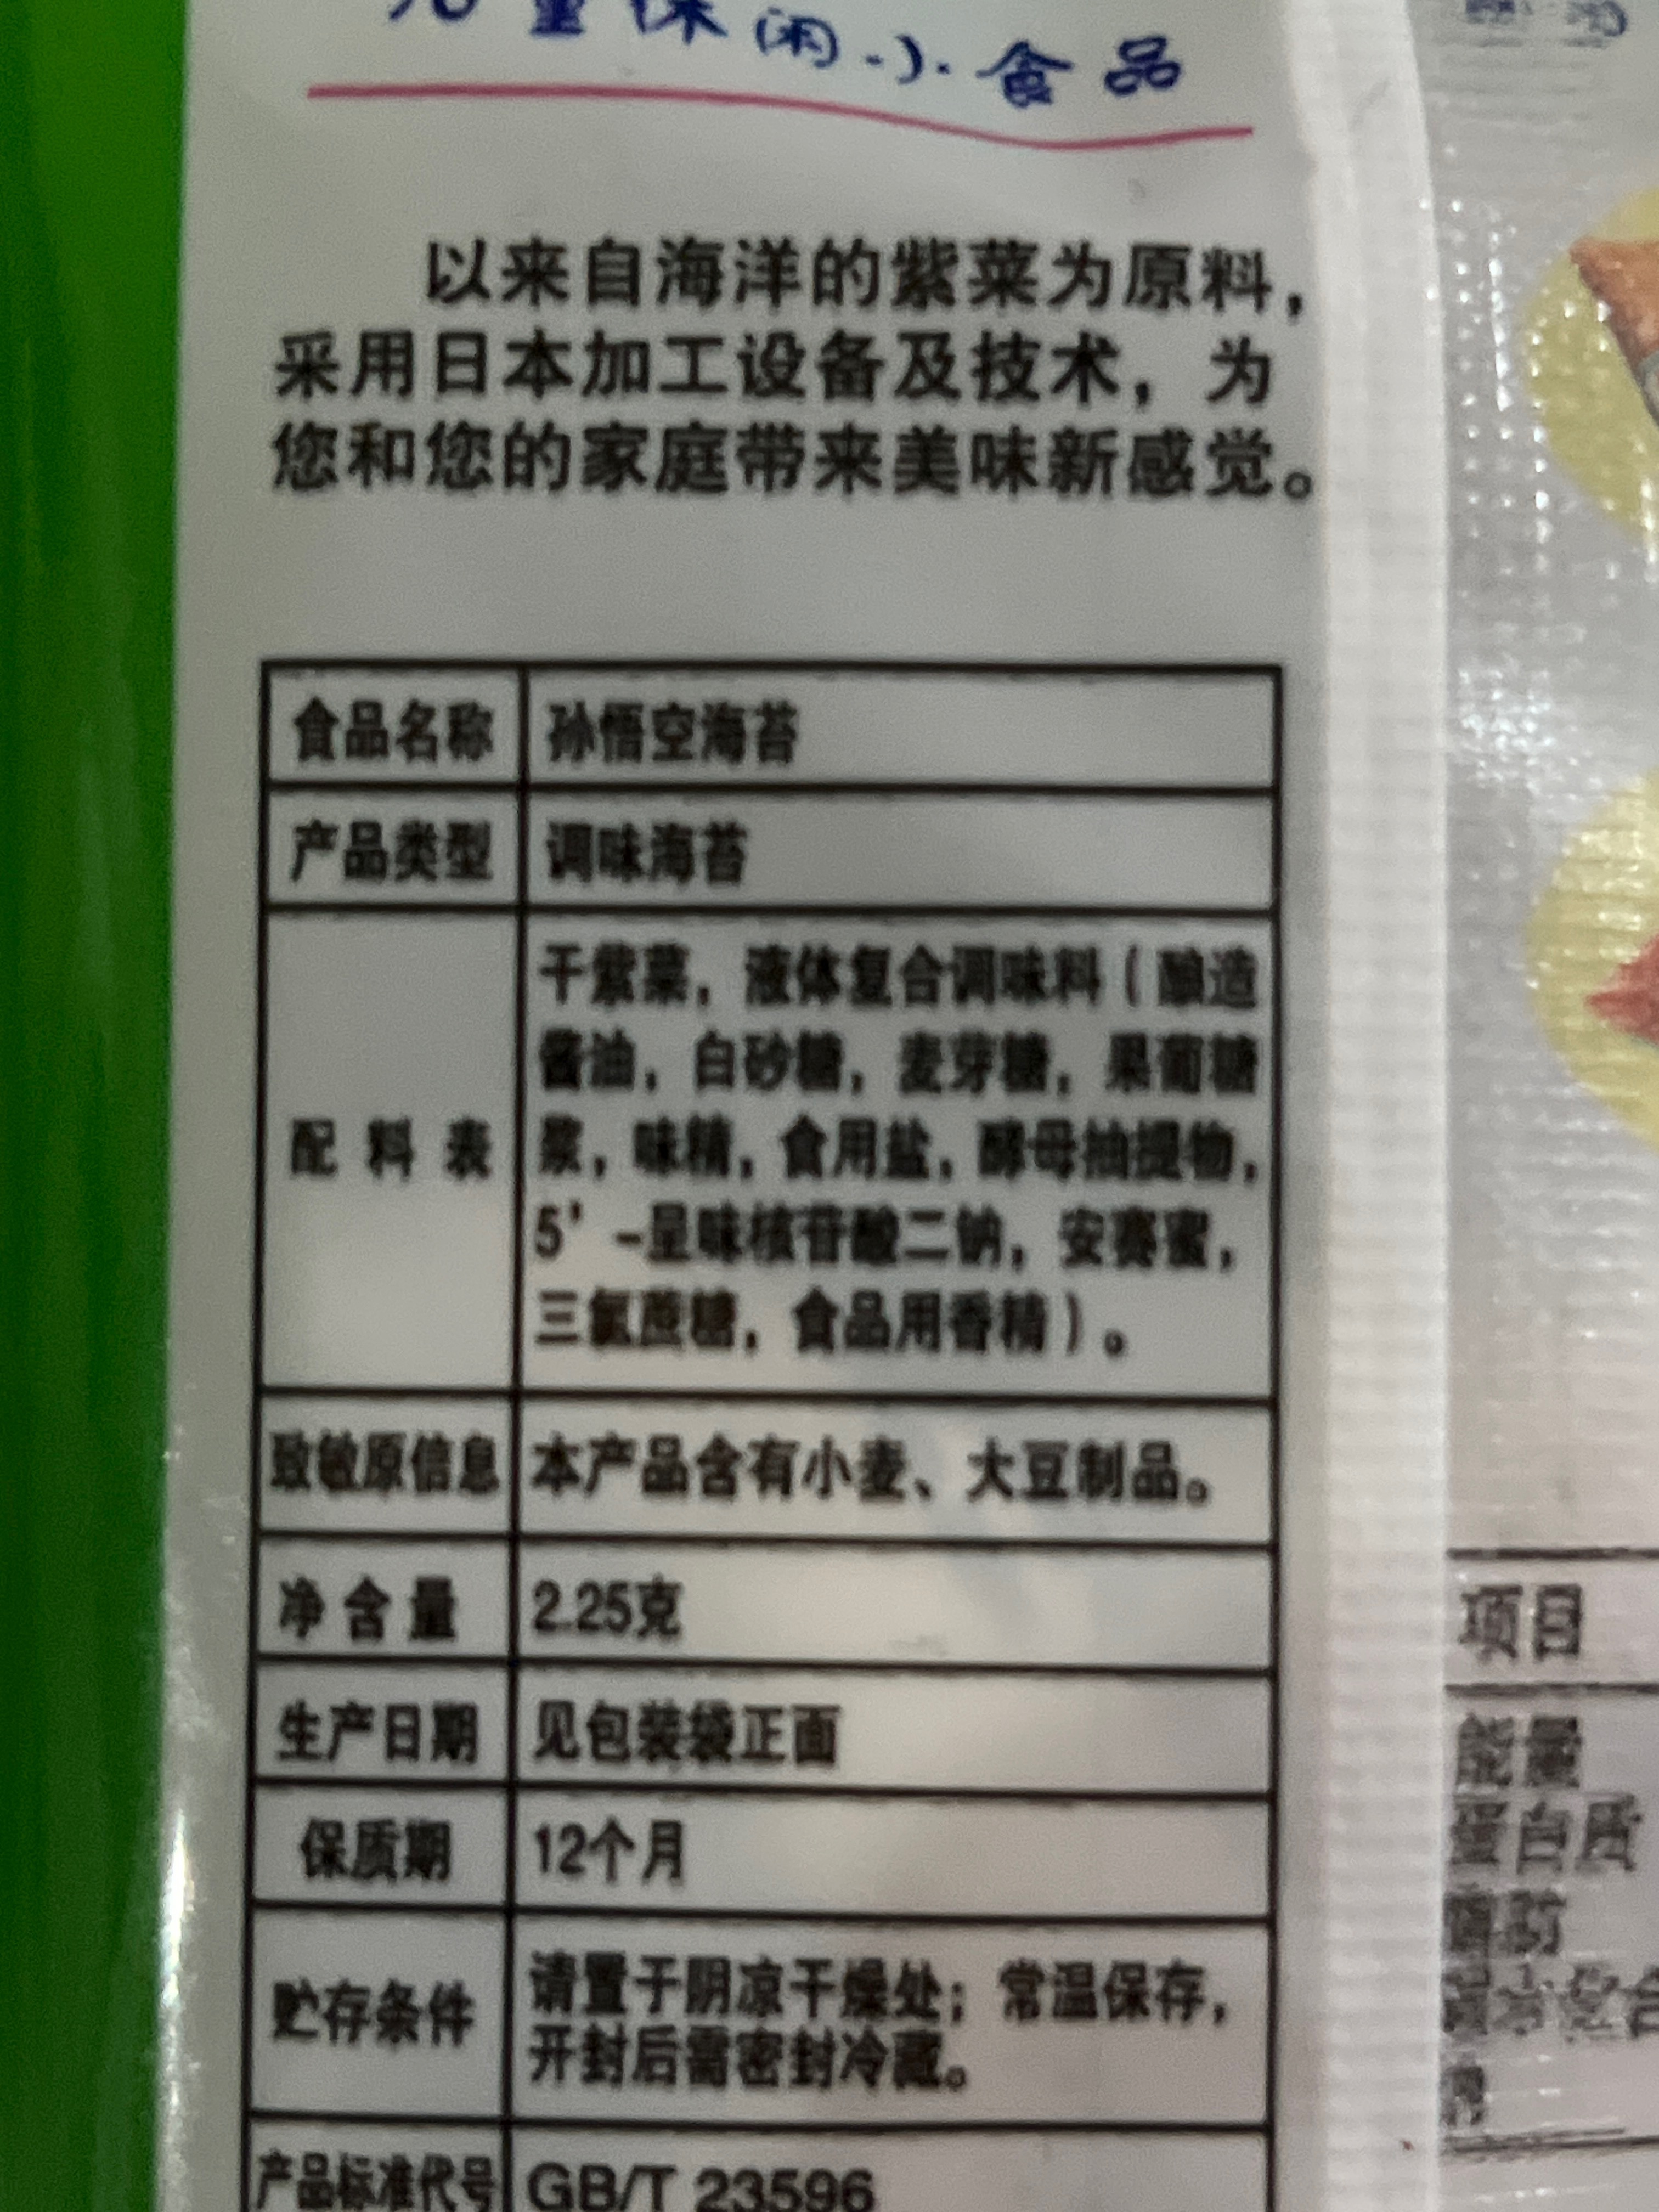 食品
以来自海洋的紫菜为原料，
采用日本加工设备及技术，为
您和您的家庭带来美味新感觉。
食品名称 孙悟空海苔
产品类型 调味海苔
配料表
干紫菜，液体复合调味料（酿造
酱油，白砂糖，麦芽糖，果葡糖
浆，味精，食用盐，酵母抽提物，
5’-呈味核苷酸二钠，安赛蜜，
三氯蔗糖，食品用香精）。
致敏原信息 本产品含有小麦、大豆制品。
净含量 2.25克
生产日期 见包装袋正面
保质期 12个月
贮存条件 请置于阴凉干燥处；常温保存，
开封后需密封冷藏。
产品标准代号 GB/T 23596
项目
能量
蛋白质
脂肪